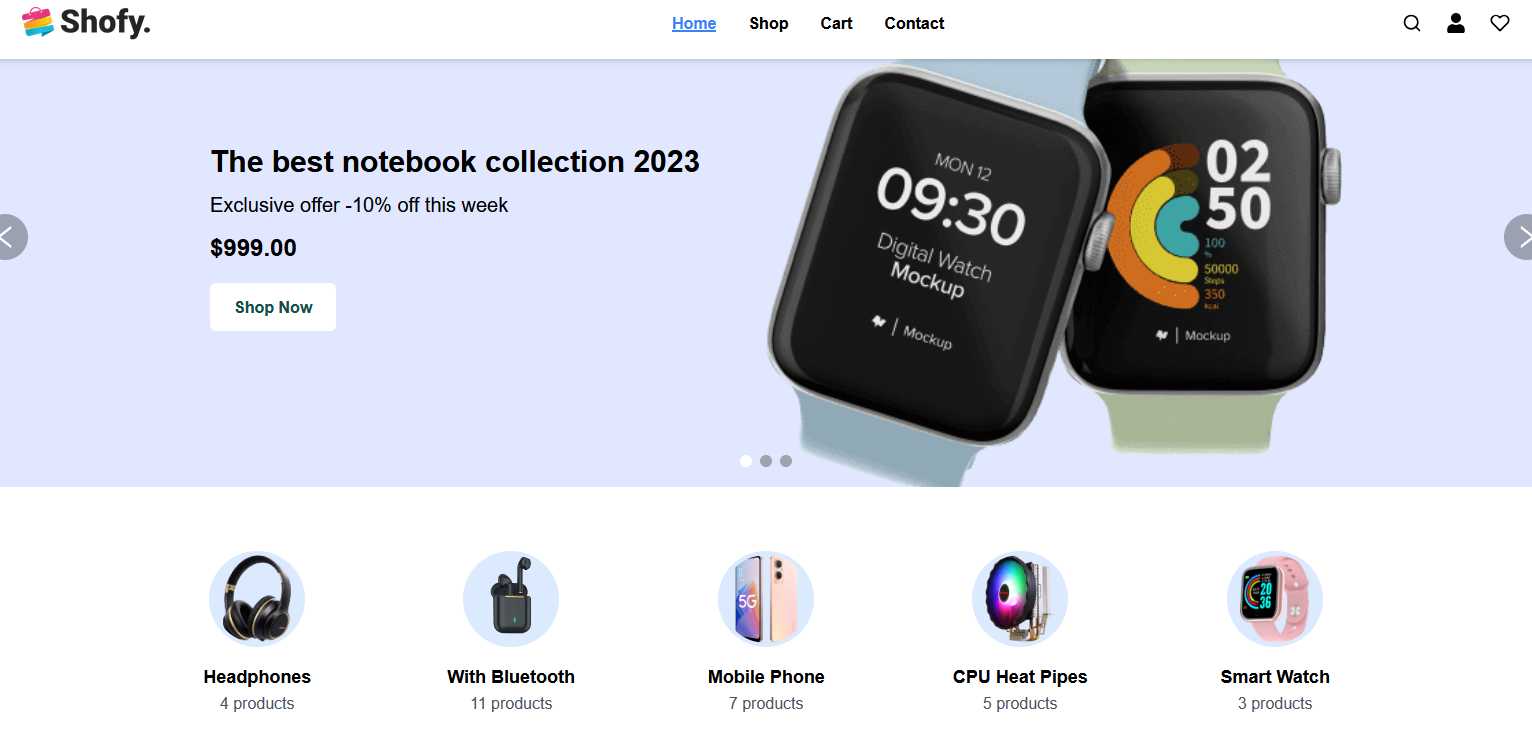 Shofy.
Home Shop Cart Contact
The best notebook collection 2023
Exclusive offer -10% off this week
$999.00
Shop Now
MON 12
09:30
Digital Watch
Mockup
Mockup
02
50
100
%
50000
Steps
350
kcal
Mockup
5G
20
36
Headphones With Bluetooth Mobile Phone CPU Heat Pipes Smart Watch
4 products 11 products 7 products 5 products 3 products